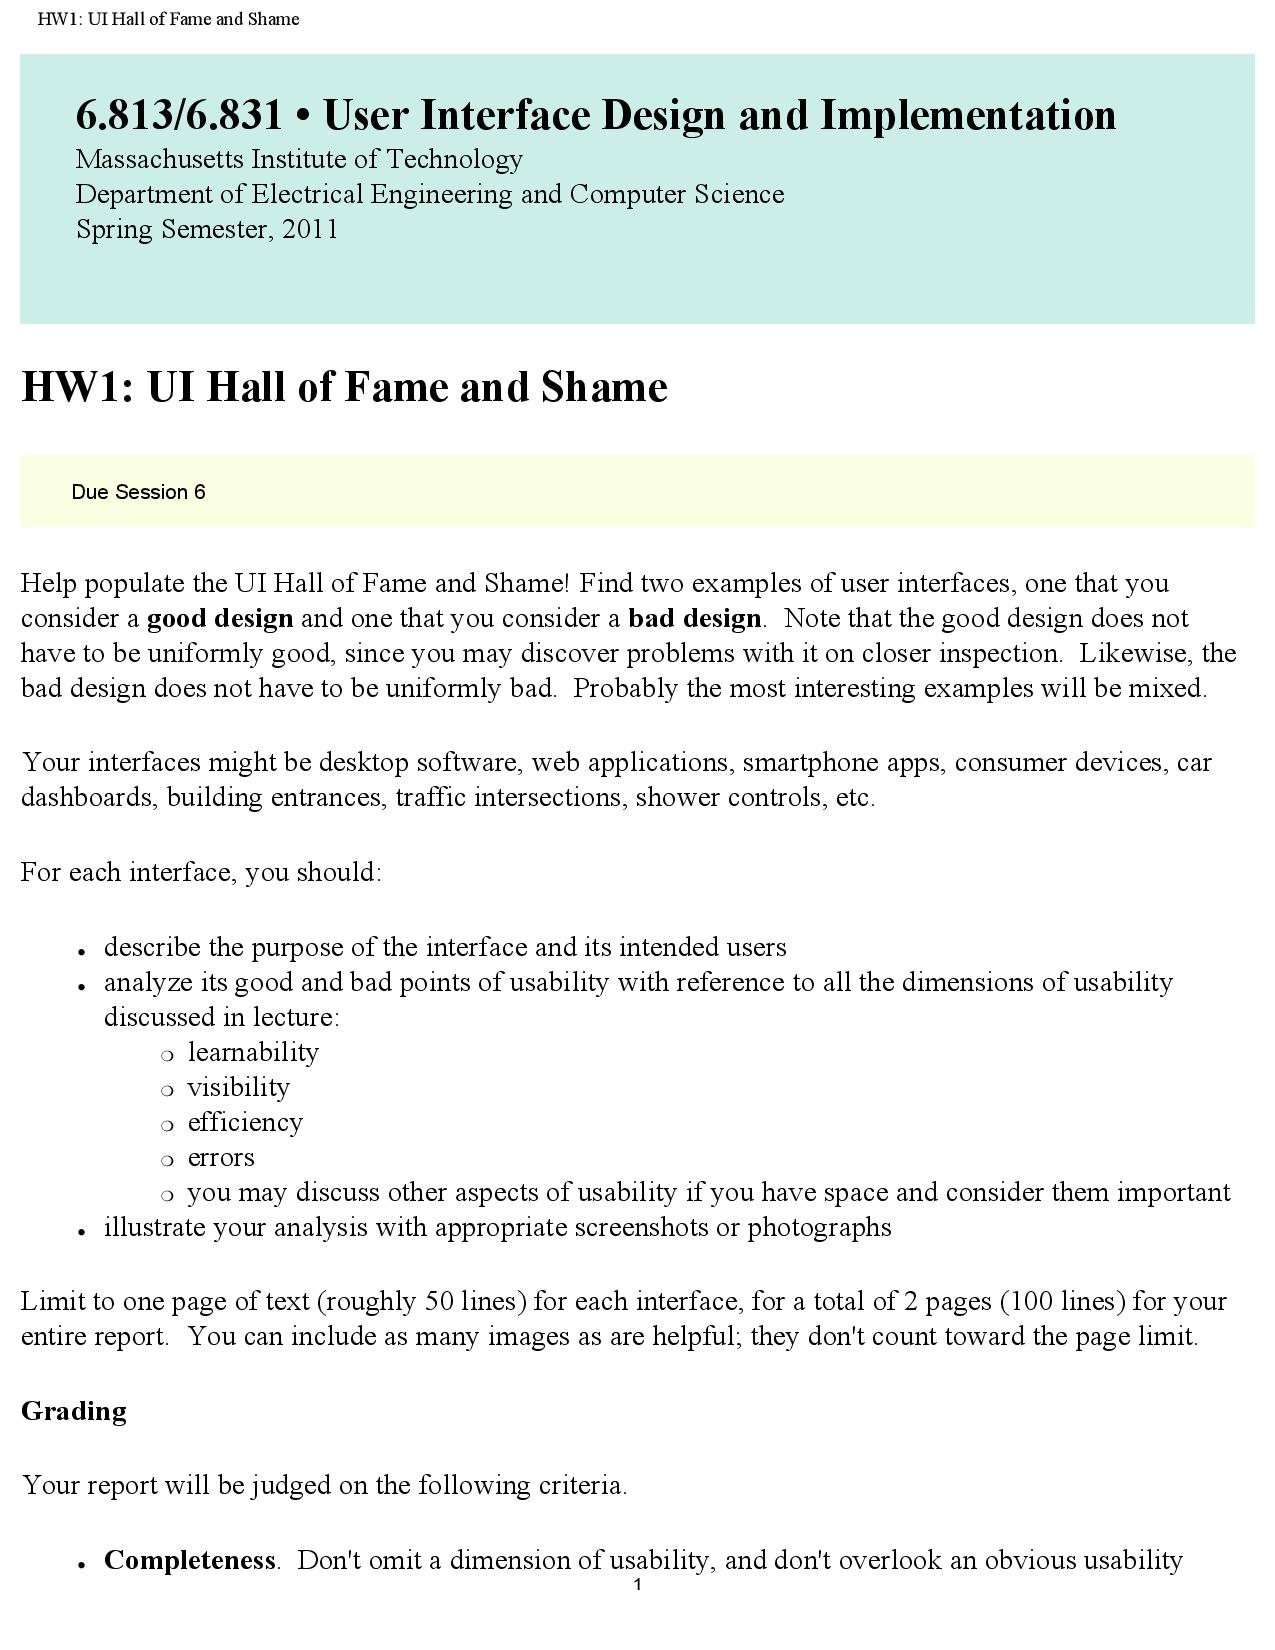 HW1: UI Hall of Fame and Shame
6.813/6.831 • User Interface Design and Implementation
Massachusetts Institute of Technology
Department of Electrical Engineering and Computer Science
Spring Semester, 2011
HW1: UI Hall of Fame and Shame
Due Session 6
Help populate the UI Hall of Fame and Shame! Find two examples of user interfaces, one that you
consider a good design and one that you consider a bad design.  Note that the good design does not
have to be uniformly good, since you may discover problems with it on closer inspection.  Likewise, the
bad design does not have to be uniformly bad.  Probably the most interesting examples will be mixed.
Your interfaces might be desktop software, web applications, smartphone apps, consumer devices, car
dashboards, building entrances, traffic intersections, shower controls, etc.
For each interface, you should:
• describe the purpose of the interface and its intended users
• analyze its good and bad points of usability with reference to all the dimensions of usability
discussed in lecture:
❍ learnability
❍ visibility
❍ efficiency
❍ errors
❍ you may discuss other aspects of usability if you have space and consider them important
• illustrate your analysis with appropriate screenshots or photographs
Limit to one page of text (roughly 50 lines) for each interface, for a total of 2 pages (100 lines) for your
entire report.  You can include as many images as are helpful; they don't count toward the page limit.
Grading
Your report will be judged on the following criteria.
• Completeness.  Don't omit a dimension of usability, and don't overlook an obvious usability
1